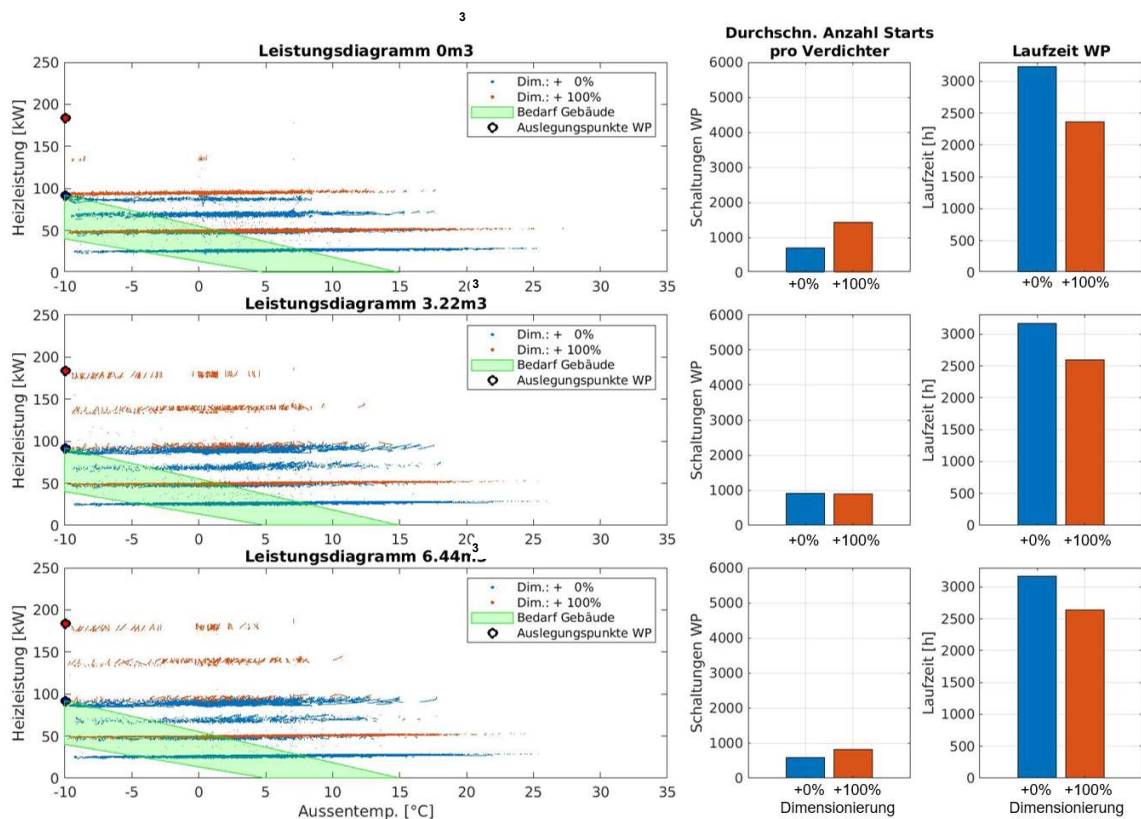 3
Leistungsdiagramm 0m3
Durchschn. Anzahl Starts
pro Verdichter
Laufzeit WP
Heizleistung [kW]
250
200
150
100
50
0
Dim.: + 0%
Dim.: + 100%
Bedarf Gebäude
Auslegungspunkte WP
-10 -5 0 5 10 15 20 25 30 35
Schaltungen WP
6000
5000
4000
3000
2000
1000
0
+0% +100%
Laufzeit [h]
3000
2500
2000
1500
1000
500
0
+0% +100%
3
Leistungsdiagramm 3.22m3
Heizleistung [kW]
250
200
150
100
50
0
Dim.: + 0%
Dim.: + 100%
Bedarf Gebäude
Auslegungspunkte WP
-10 -5 0 5 10 15 20 25 30 35
Schaltungen WP
6000
5000
4000
3000
2000
1000
0
+0% +100%
Laufzeit [h]
3000
2500
2000
1500
1000
500
0
+0% +100%
3
Leistungsdiagramm 6.44m3
Heizleistung [kW]
250
200
150
100
50
0
Dim.: + 0%
Dim.: + 100%
Bedarf Gebäude
Auslegungspunkte WP
-10 -5 0 5 10 15 20 25 30 35
Aussentemp. [°C]
Schaltungen WP
6000
5000
4000
3000
2000
1000
0
+0% +100%
Dimensionierung
Laufzeit [h]
3000
2500
2000
1500
1000
500
0
+0% +100%
Dimensionierung